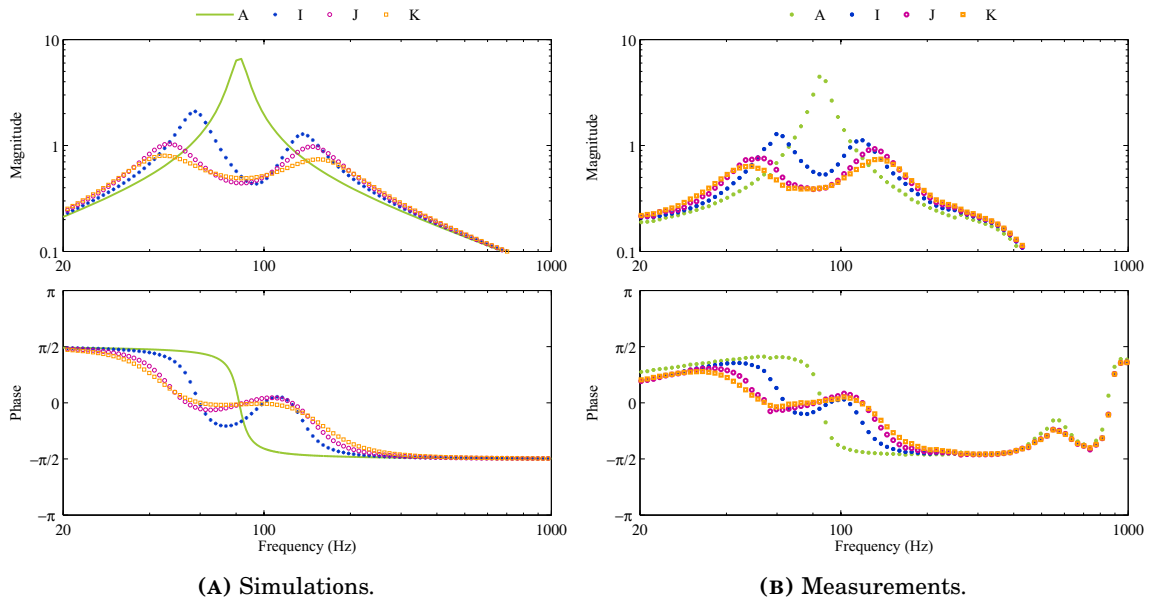 A I J K
10
1
0.1
Magnitude
20 100 1000
π
π/2
0
−π/2
−π
Phase
20 100 1000
Frequency (Hz)
(A) Simulations.
A I J K
10
1
0.1
Magnitude
20 100 1000
π
π/2
0
−π/2
−π
Phase
20 100 1000
Frequency (Hz)
(B) Measurements.